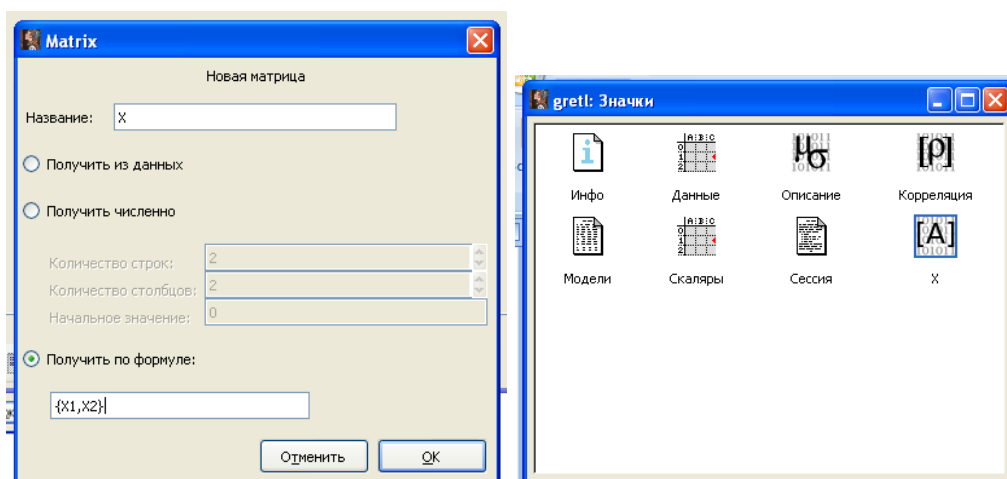 Matrix
Новая матрица
Название: X
Получить из данных
Получить численно
Количество строк: 2
Количество столбцов: 2
Начальное значение: 0
Получить по формуле:
{X1,X2}
Отменить OK
gretl: Значки
Инфо Данные Описание Корреляция
Модели Скаляры Сессия X